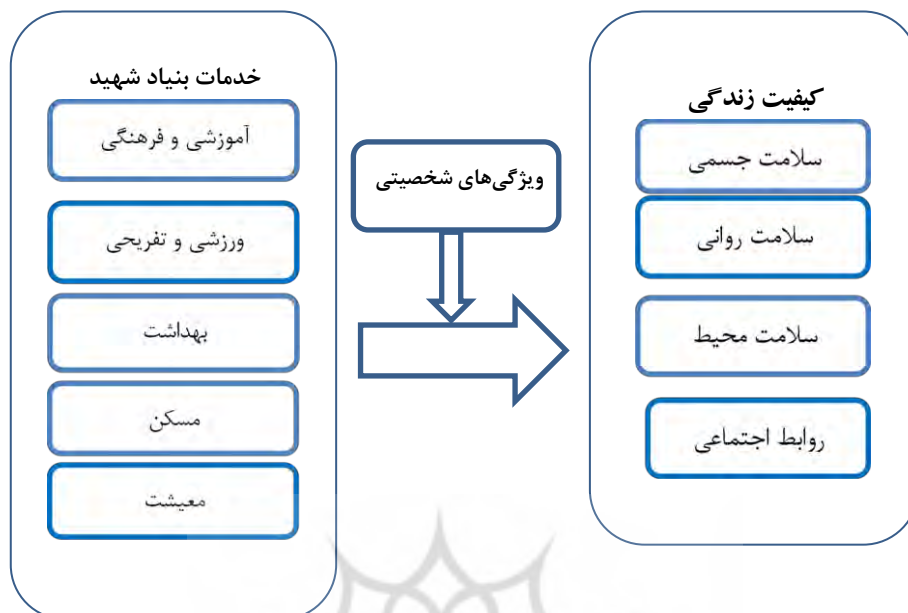 خدمات بنیاد شهید
آموزشی و فرهنگی
ورزشی و تفریحی
بهداشت
مسکن
معیشت
ویژگی‌های شخصیتی
کیفیت زندگی
سلامت جسمی
سلامت روانی
سلامت محیط
روابط اجتماعی